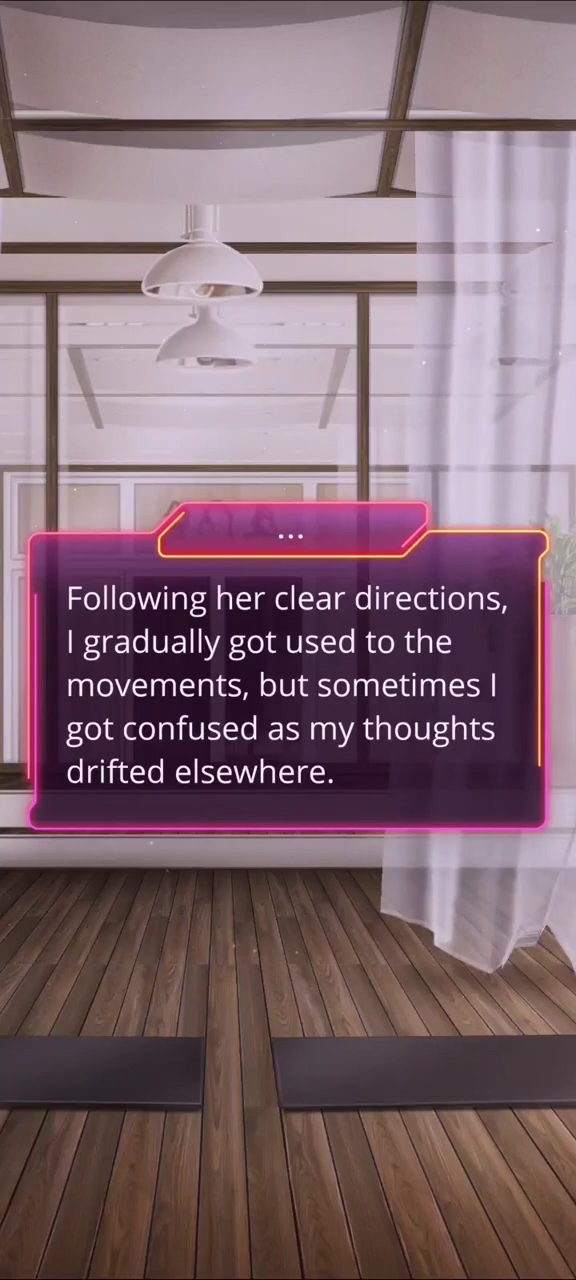 ...
Following her clear directions,
I gradually got used to the
movements, but sometimes I
got confused as my thoughts
drifted elsewhere.